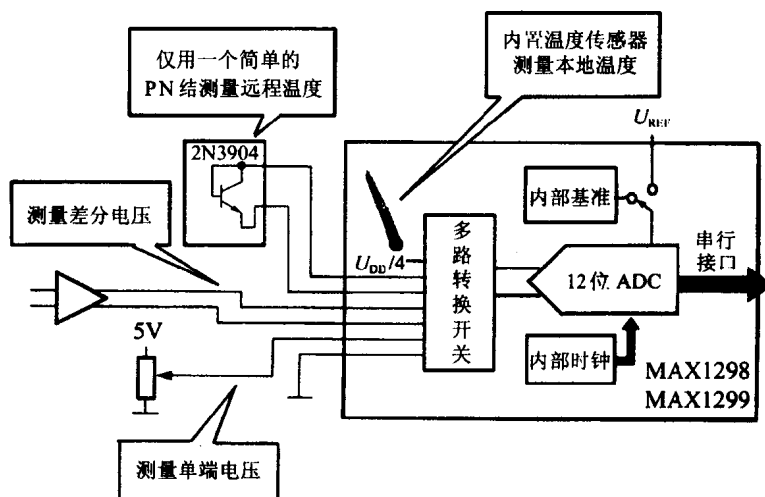 仅用一个简单的
PN结测量远程温度
内置温度传感器
测量本地温度
U_REF
2N3904
内部基准
测量差分电压
多路转换开关
U_DD/4
12位 ADC
串行
接口
5V
内部时钟
MAX1298
MAX1299
测量单端电压